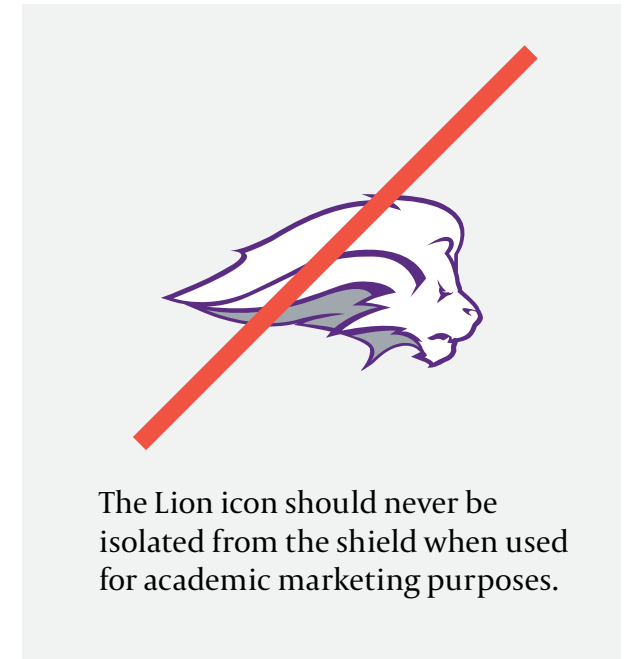 The Lion icon should never be
isolated from the shield when used
for academic marketing purposes.